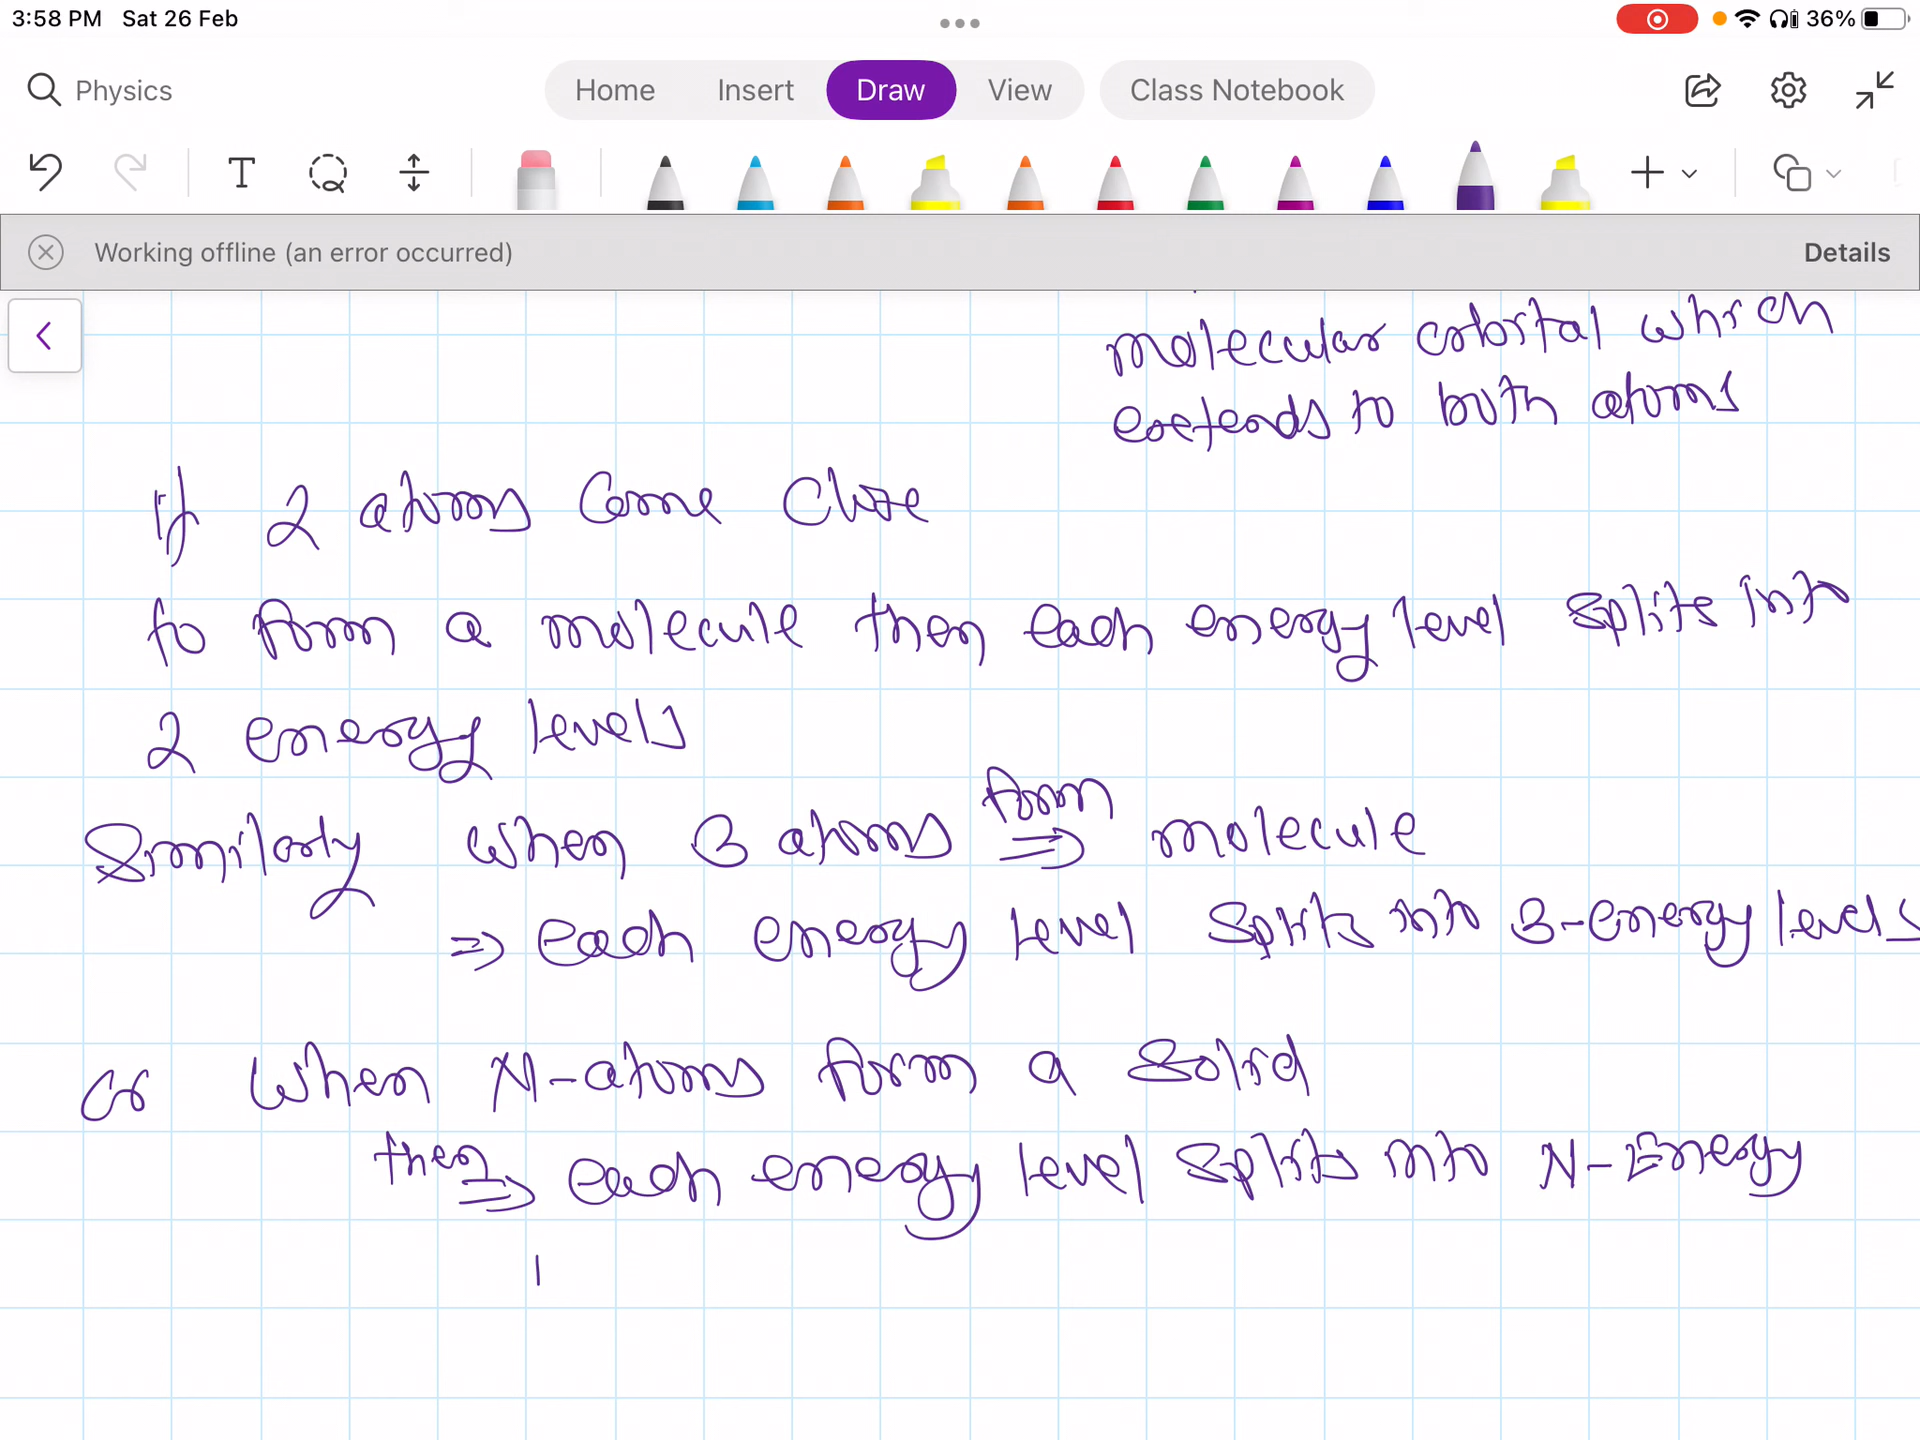 3:58 PM Sat 26 Feb
36%
Physics
Home Insert Draw View Class Notebook
T
Working offline (an error occurred) Details
molecular orbital which
extends to both atoms
if 2 atoms Come Close
to form a molecule then each energy level splits into
2 energy levels
Similarly when 3 atoms form ⇒ molecule
⇒ each energy level splits into 3-energy levels
or when N-atoms form a Solid
then ⇒ each energy level splits into N-Energy
l